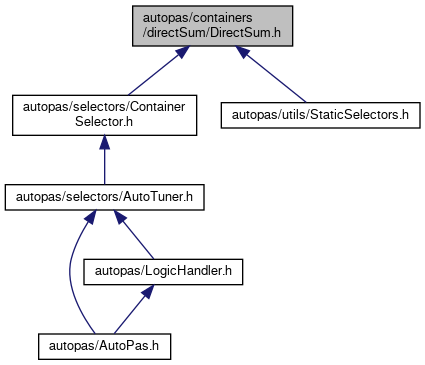 autopas/containers
/directSum/DirectSum.h
autopas/selectors/Container
Selector.h
autopas/utils/StaticSelectors.h
autopas/selectors/AutoTuner.h
autopas/LogicHandler.h
autopas/AutoPas.h